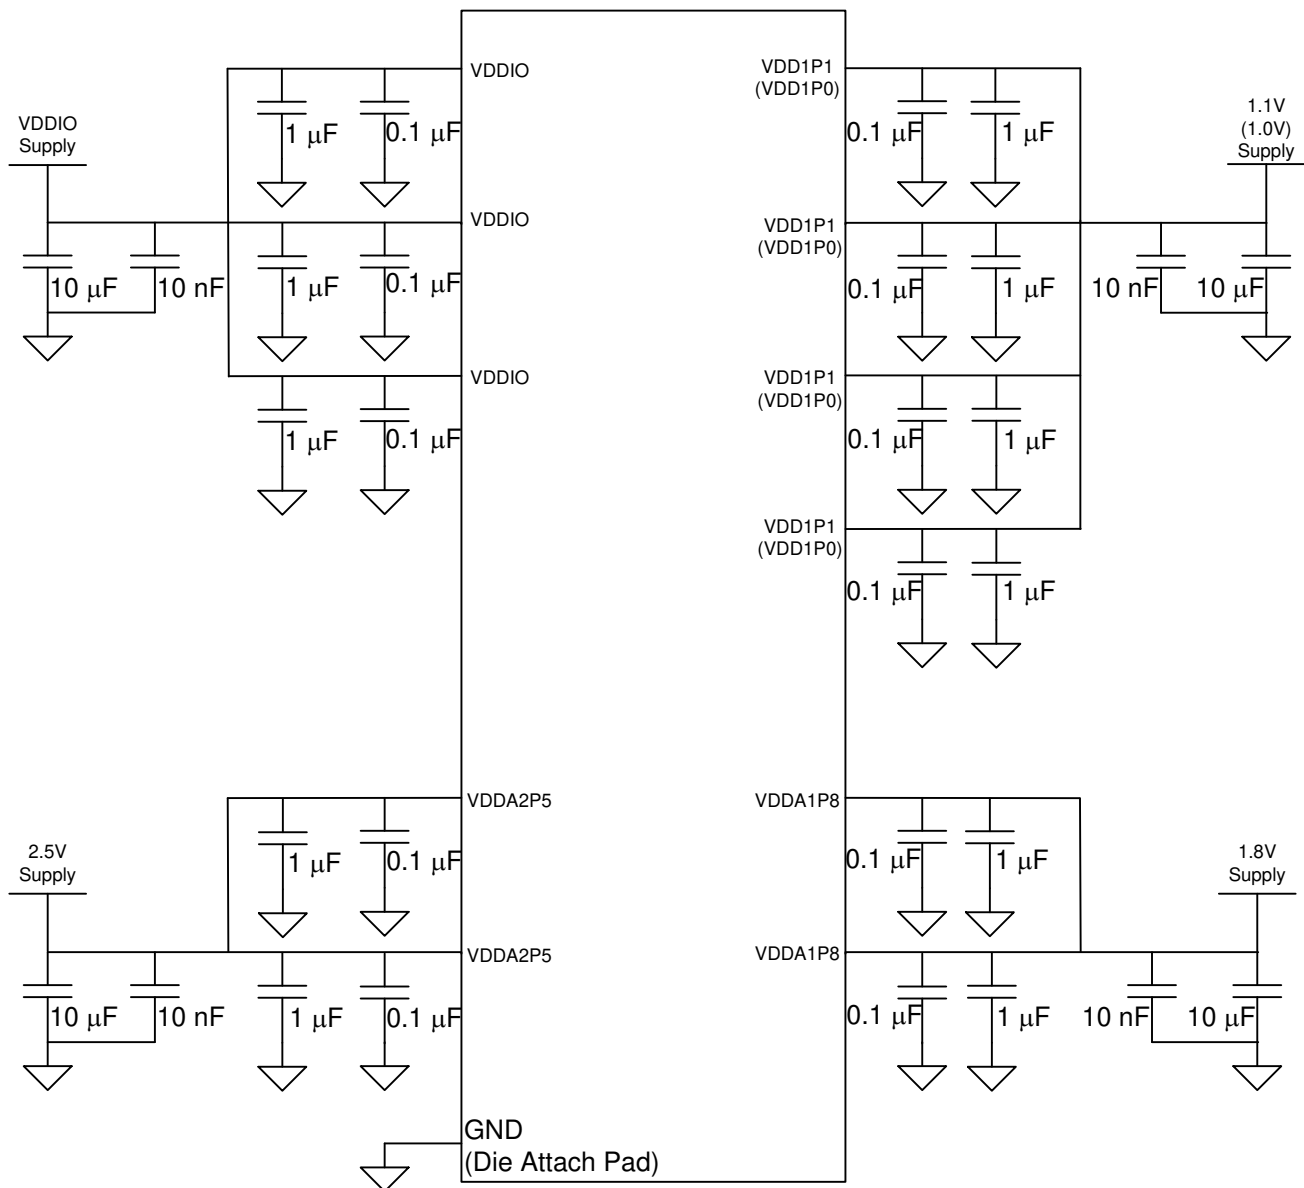 VDDIO
1 μF
0.1 μF
VDD1P1
(VDD1P0)
0.1 μF
1 μF
VDDIO
Supply
1.1V
(1.0V)
Supply
VDDIO
10 μF
10 nF
1 μF
0.1 μF
VDD1P1
(VDD1P0)
0.1 μF
1 μF
10 nF
10 μF
VDDIO
1 μF
0.1 μF
VDD1P1
(VDD1P0)
0.1 μF
1 μF
VDD1P1
(VDD1P0)
0.1 μF
1 μF
VDDA2P5
1 μF
0.1 μF
VDDA1P8
0.1 μF
1 μF
2.5V
Supply
1.8V
Supply
VDDA2P5
10 μF
10 nF
1 μF
0.1 μF
VDDA1P8
0.1 μF
1 μF
10 nF
10 μF
GND
(Die Attach Pad)